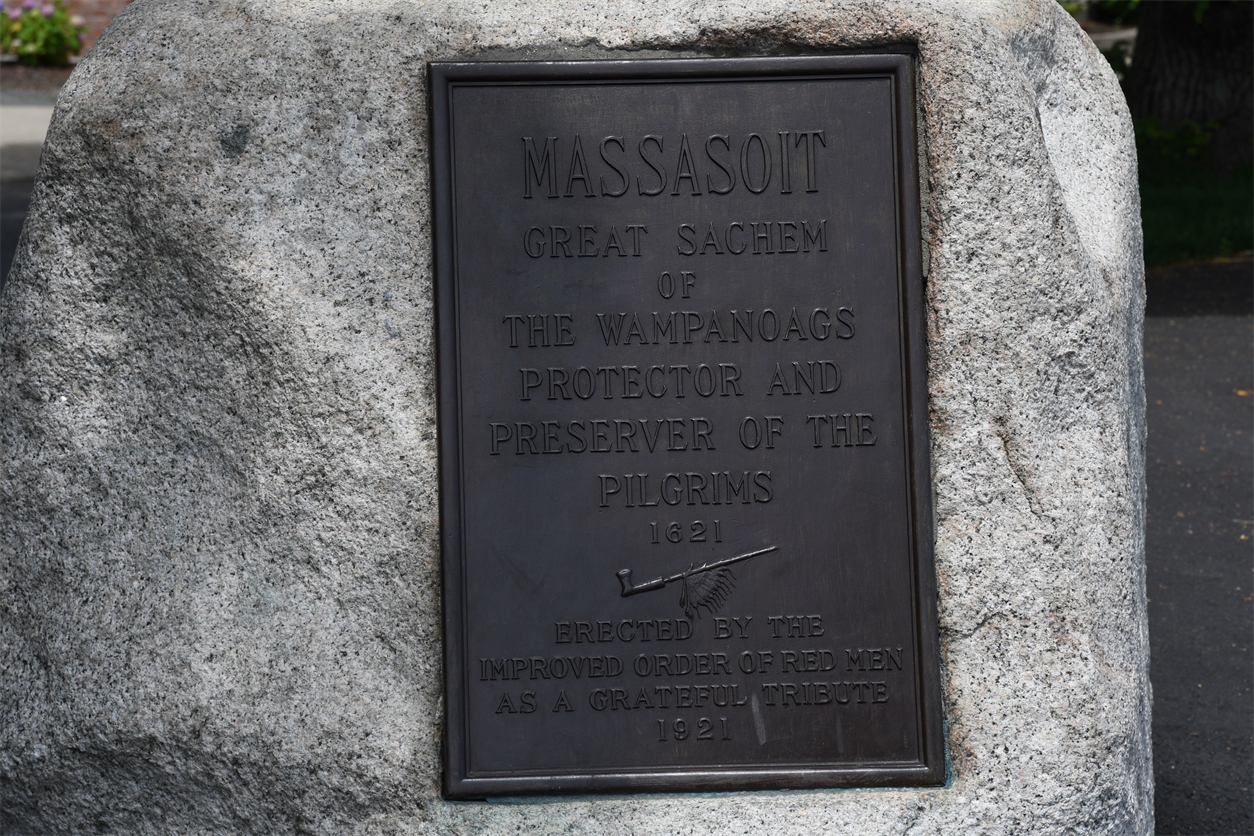 MASSASOIT
GREAT SACHEM
OF
THE WAMPANOAGS
PROTECTOR AND
PRESERVER OF THE
PILGRIMS
1621
ERECTED BY THE
IMPROVED ORDER OF RED MEN
AS A GRATEFUL TRIBUTE
1921